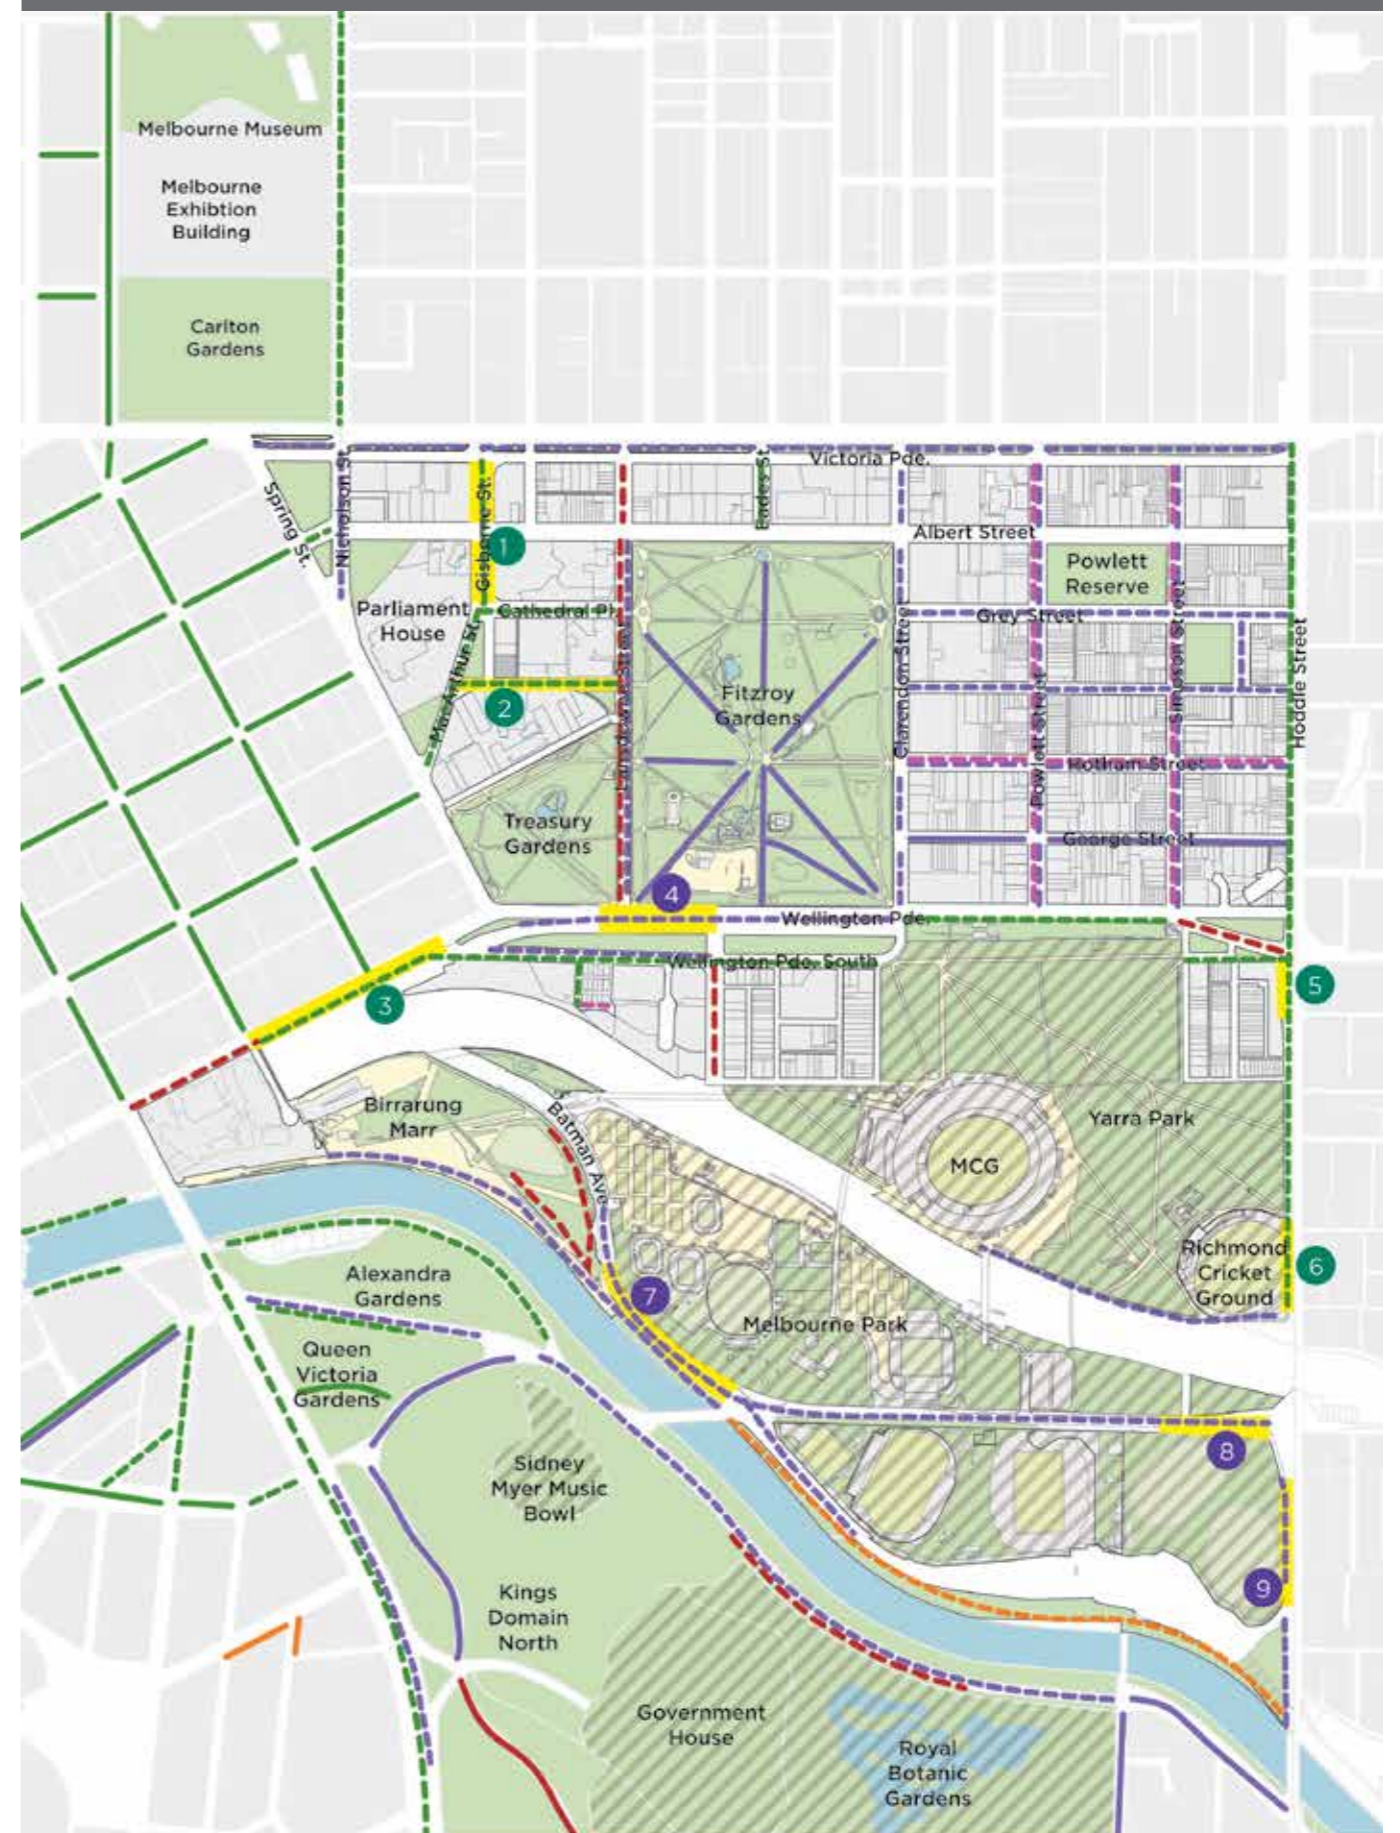 Melbourne Museum
Melbourne
Exhibtion
Building
Carlton
Gardens
Victoria Pde.
Spring St.
Nicholson St.
Gisborne St.
Eades St.
Albert Street
1
Powlett
Reserve
Parliament
House
Cathedral Pl.
Grey Street
MacArthur St.
Lansdowne Street
Clarendon Street
Powlett Street
Simpson Street
Hoddle Street
2
Fitzroy
Gardens
Hotham Street
Treasury
Gardens
George Street
4
Wellington Pde.
Wellington Pde. South
3
5
Birrarung
Marr
Batman Ave.
Yarra Park
MCG
Richmond
Cricket
Ground
6
Alexandra
Gardens
7
Melbourne Park
Queen
Victoria
Gardens
8
Sidney
Myer Music
Bowl
9
Kings
Domain
North
Government
House
Royal
Botanic
Gardens